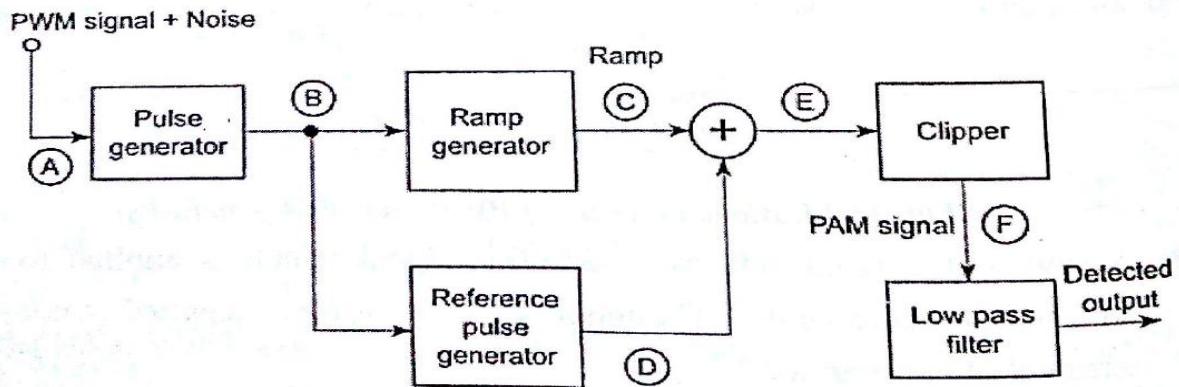 PWM signal + Noise
A
Pulse
generator
B
Ramp
generator
Ramp
C
+
E
Clipper
Reference
pulse
generator
D
PAM signal
F
Low pass
filter
Detected
output